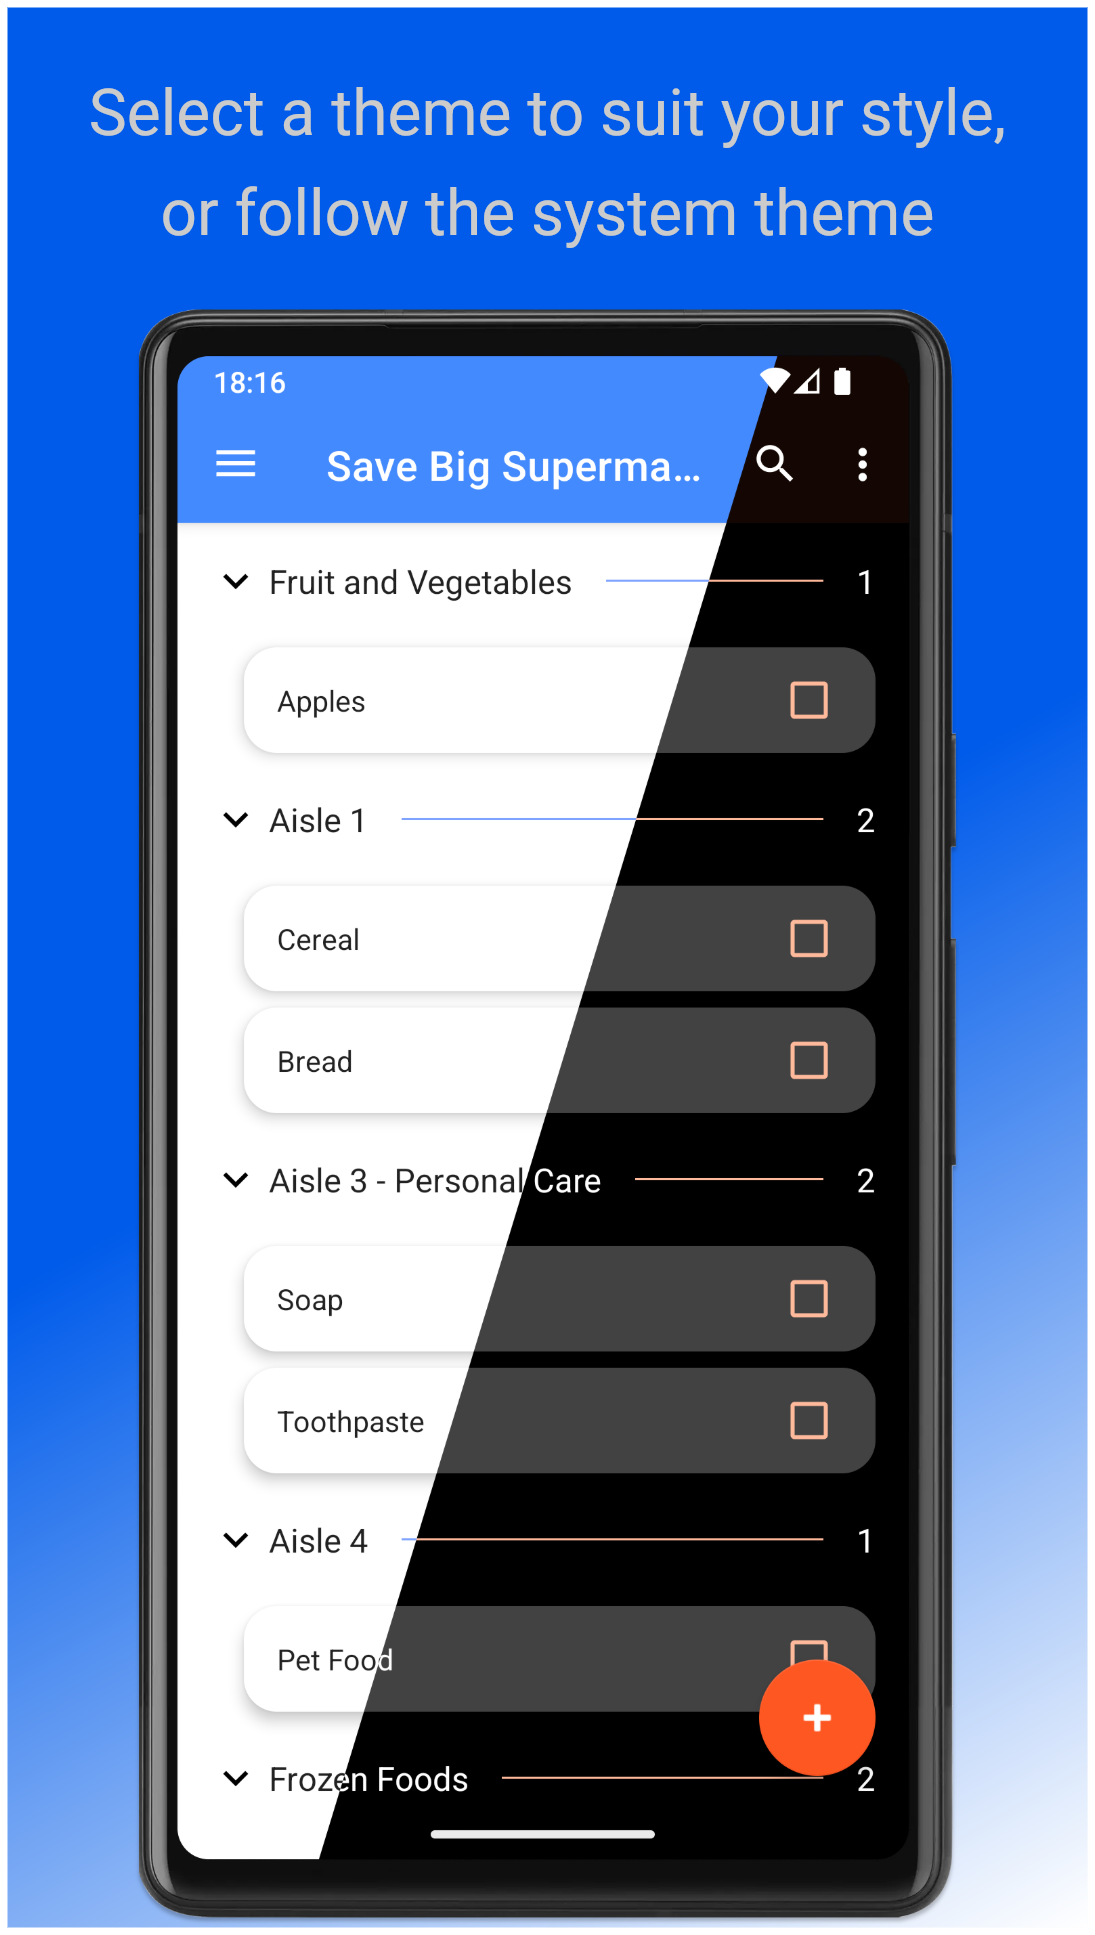 Select a theme to suit your style,
or follow the system theme
18:16
Save Big Superma...
Fruit and Vegetables 1
Apples
Aisle 1 2
Cereal
Bread
Aisle 3 - Personal Care 2
Soap
Toothpaste
Aisle 4 1
Pet Food
Frozen Foods 2